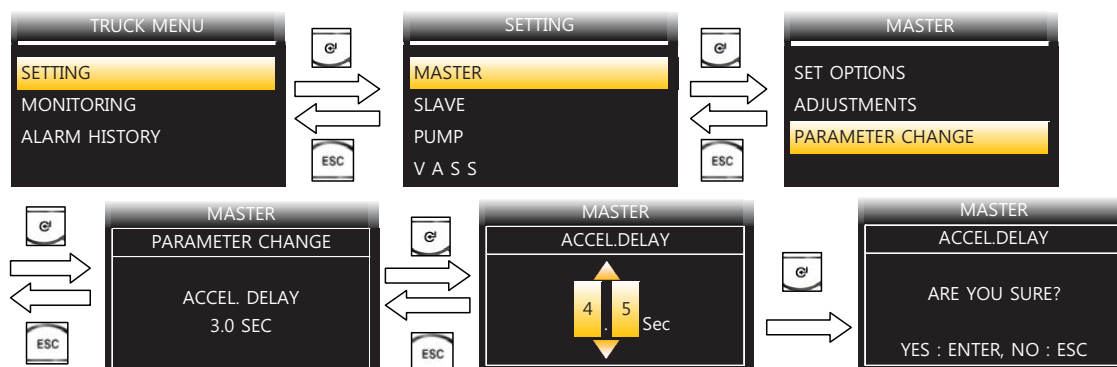 TRUCK MENU
SETTING
MONITORING
ALARM HISTORY
ESC
SETTING
MASTER
SLAVE
PUMP
V A S S
ESC
MASTER
SET OPTIONS
ADJUSTMENTS
PARAMETER CHANGE
ESC
MASTER
PARAMETER CHANGE
ACCEL. DELAY
3.0 SEC
ESC
MASTER
ACCEL.DELAY
4 . 5 Sec
MASTER
ACCEL.DELAY
ARE YOU SURE?
YES : ENTER, NO : ESC